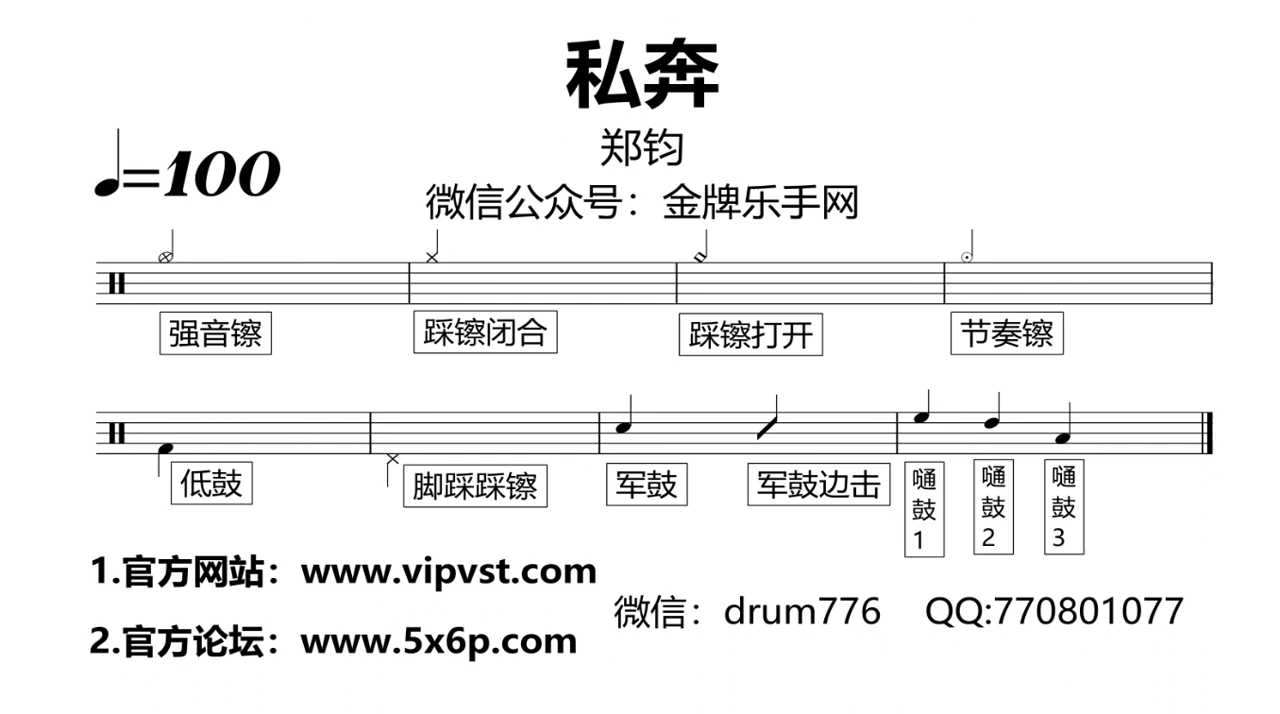 私奔
郑钧
♩=100
微信公众号：金牌乐手网
强音镲
踩镲闭合
踩镲打开
节奏镲
低鼓
脚踩踩镲
军鼓
军鼓边击
嗵鼓1
嗵鼓2
嗵鼓3
1.官方网站：www.vipvst.com
微信：drum776 QQ:770801077
2.官方论坛：www.5x6p.com